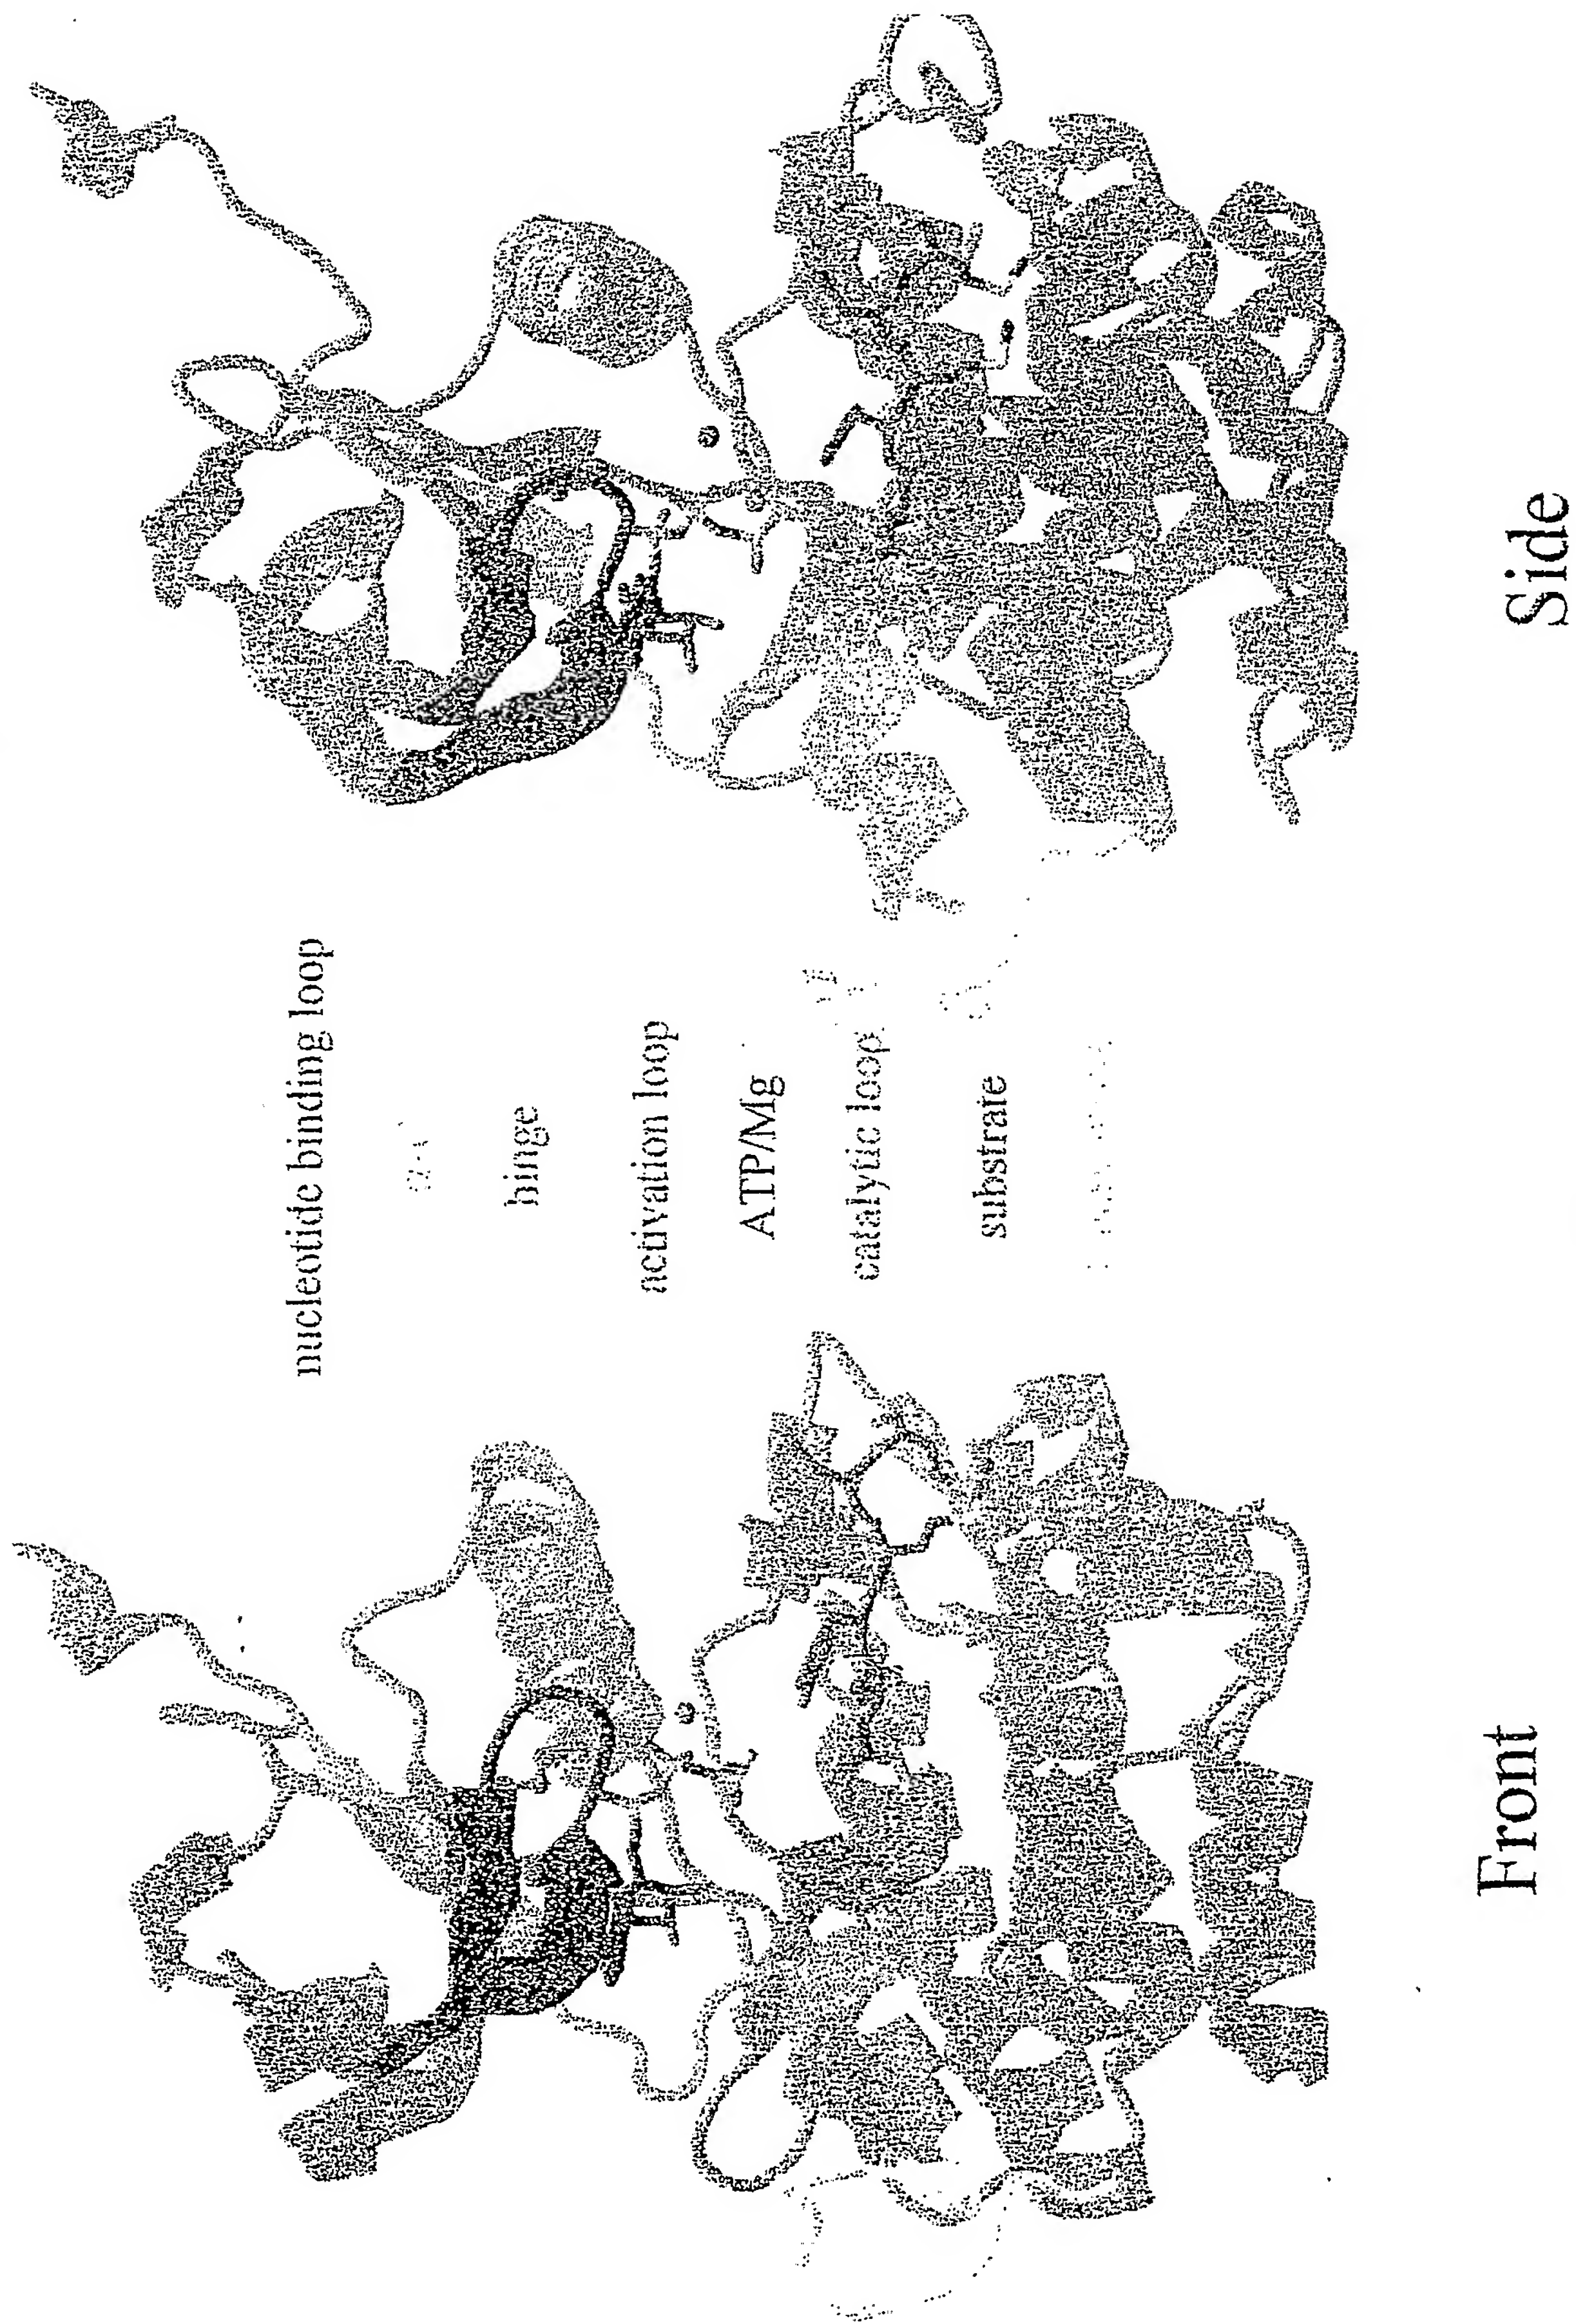 nucleotide binding loop
hinge
activation loop
ATP/Mg
catalytic loop
substrate
Front
Side